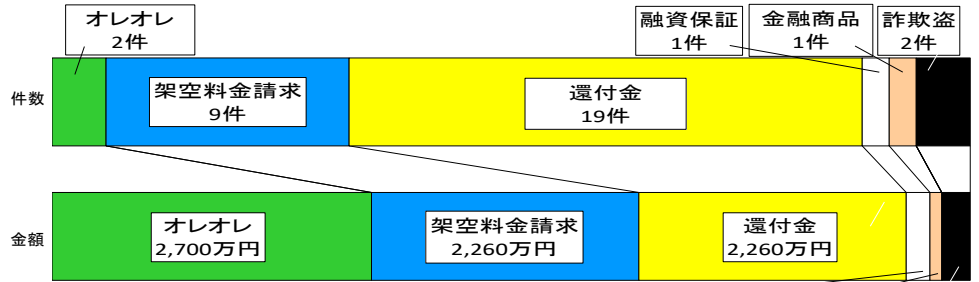 オレオレ
2件
融資保証
1件
金融商品
1件
詐欺盗
2件
件数
架空料金請求
9件
還付金
19件
金額
オレオレ
2,700万円
架空料金請求
2,260万円
還付金
2,260万円